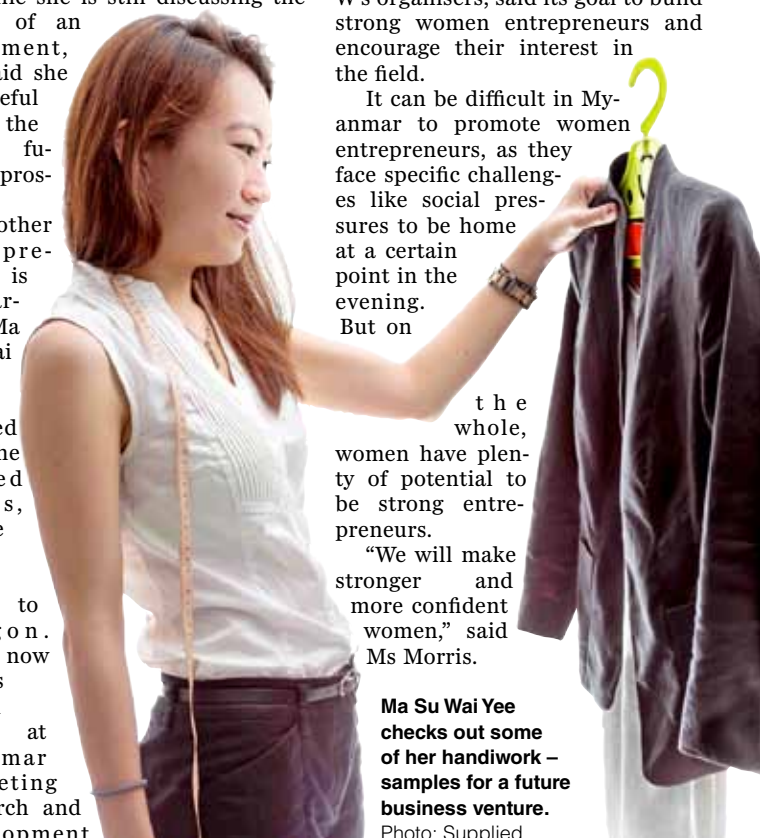 she is still discussing the
of an
ment,
aid she
eful
the
fu-
pros-
other
pre-
is
ar-
Ma
ai
ed
he
ed
s,
e
to
gon.
now
s
at
mar
eting
rch and
opment
W's organisers, said its goal to build
strong women entrepreneurs and
encourage their interest in
the field.
It can be difficult in My-
anmar to promote women
entrepreneurs, as they
face specific challeng-
es like social pres-
sures to be home
at a certain
point in the
evening.
But on
the
whole,
women have plen-
ty of potential to
be strong entre-
preneurs.
“We will make
stronger and
more confident
women,” said
Ms Morris.
Ma Su Wai Yee
checks out some
of her handiwork –
samples for a future
business venture.
Photo: Supplied